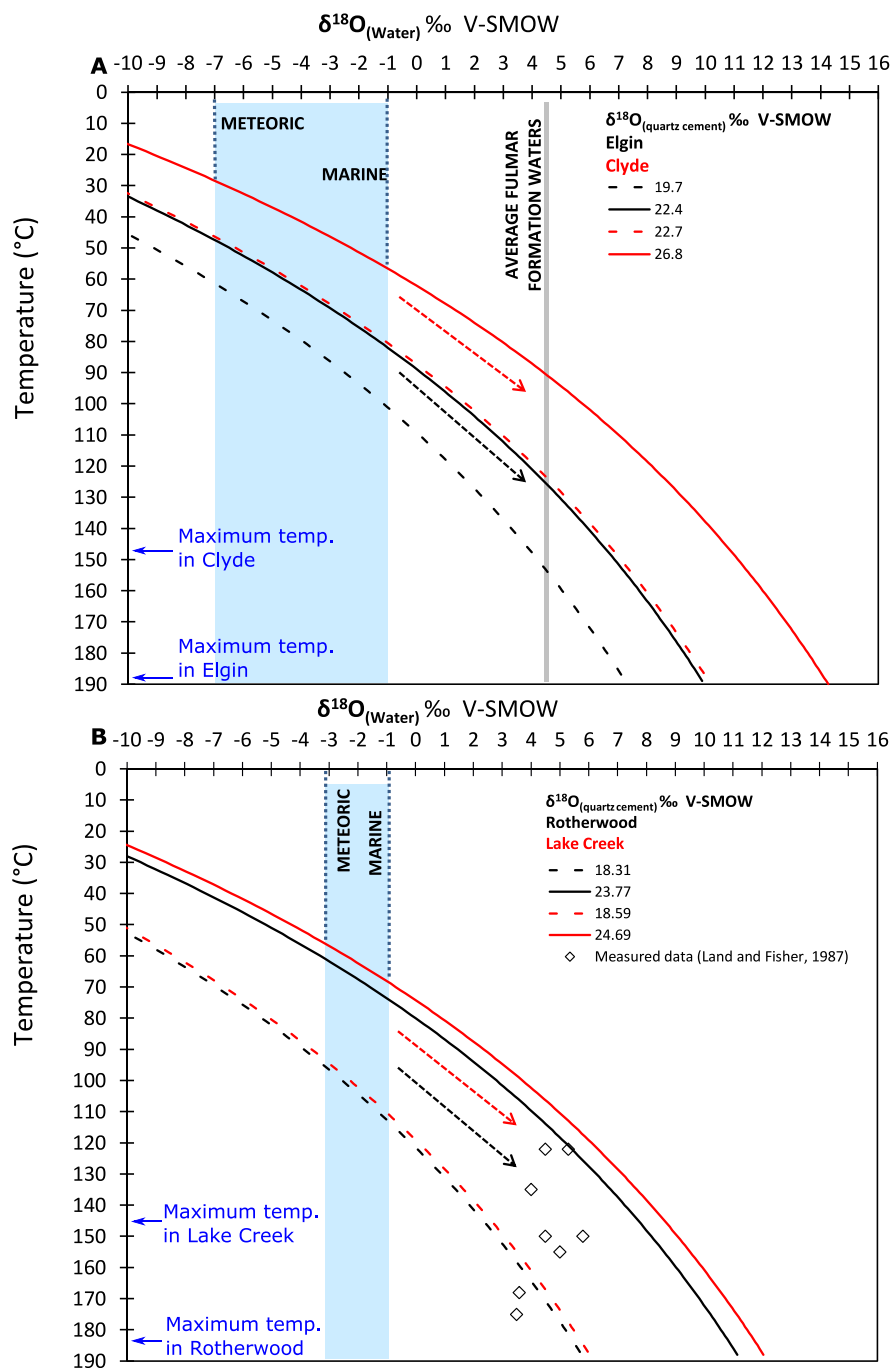 δ¹⁸O(Water) ‰ V-SMOW
A
-10 -9 -8 -7 -6 -5 -4 -3 -2 -1 0 1 2 3 4 5 6 7 8 9 10 11 12 13 14 15 16
0
10
20
30
40
50
60
70
80
90
100
110
120
130
140
150
160
170
180
190
Temperature (°C)
METEORIC
MARINE
AVERAGE FULMAR
FORMATION WATERS
δ¹⁸O(quartz cement) ‰ V-SMOW
Elgin
Clyde
19.7
22.4
22.7
26.8
Maximum temp.
in Clyde
Maximum temp.
in Elgin
δ¹⁸O(Water) ‰ V-SMOW
B
-10 -9 -8 -7 -6 -5 -4 -3 -2 -1 0 1 2 3 4 5 6 7 8 9 10 11 12 13 14 15 16
0
10
20
30
40
50
60
70
80
90
100
110
120
130
140
150
160
170
180
190
Temperature (°C)
METEORIC
MARINE
δ¹⁸O(quartz cement) ‰ V-SMOW
Rotherwood
Lake Creek
18.31
23.77
18.59
24.69
Measured data (Land and Fisher, 1987)
Maximum temp.
in Lake Creek
Maximum temp.
in Rotherwood